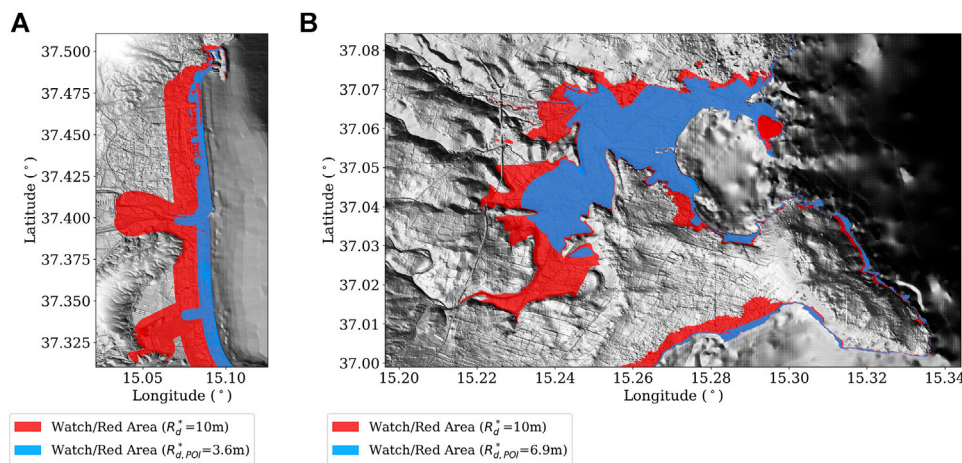 A
B
37.500
37.475
37.450
37.425
37.400
37.375
37.350
37.325
Latitude (°)
15.05 15.10
Longitude (°)
37.08
37.07
37.06
37.05
37.04
37.03
37.02
37.01
37.00
Latitude (°)
15.20 15.22 15.24 15.26 15.28 15.30 15.32 15.34
Longitude (°)
Watch/Red Area (R*d=10m)
Watch/Red Area (R*d,POI=3.6m)
Watch/Red Area (R*d=10m)
Watch/Red Area (R*d,POI=6.9m)